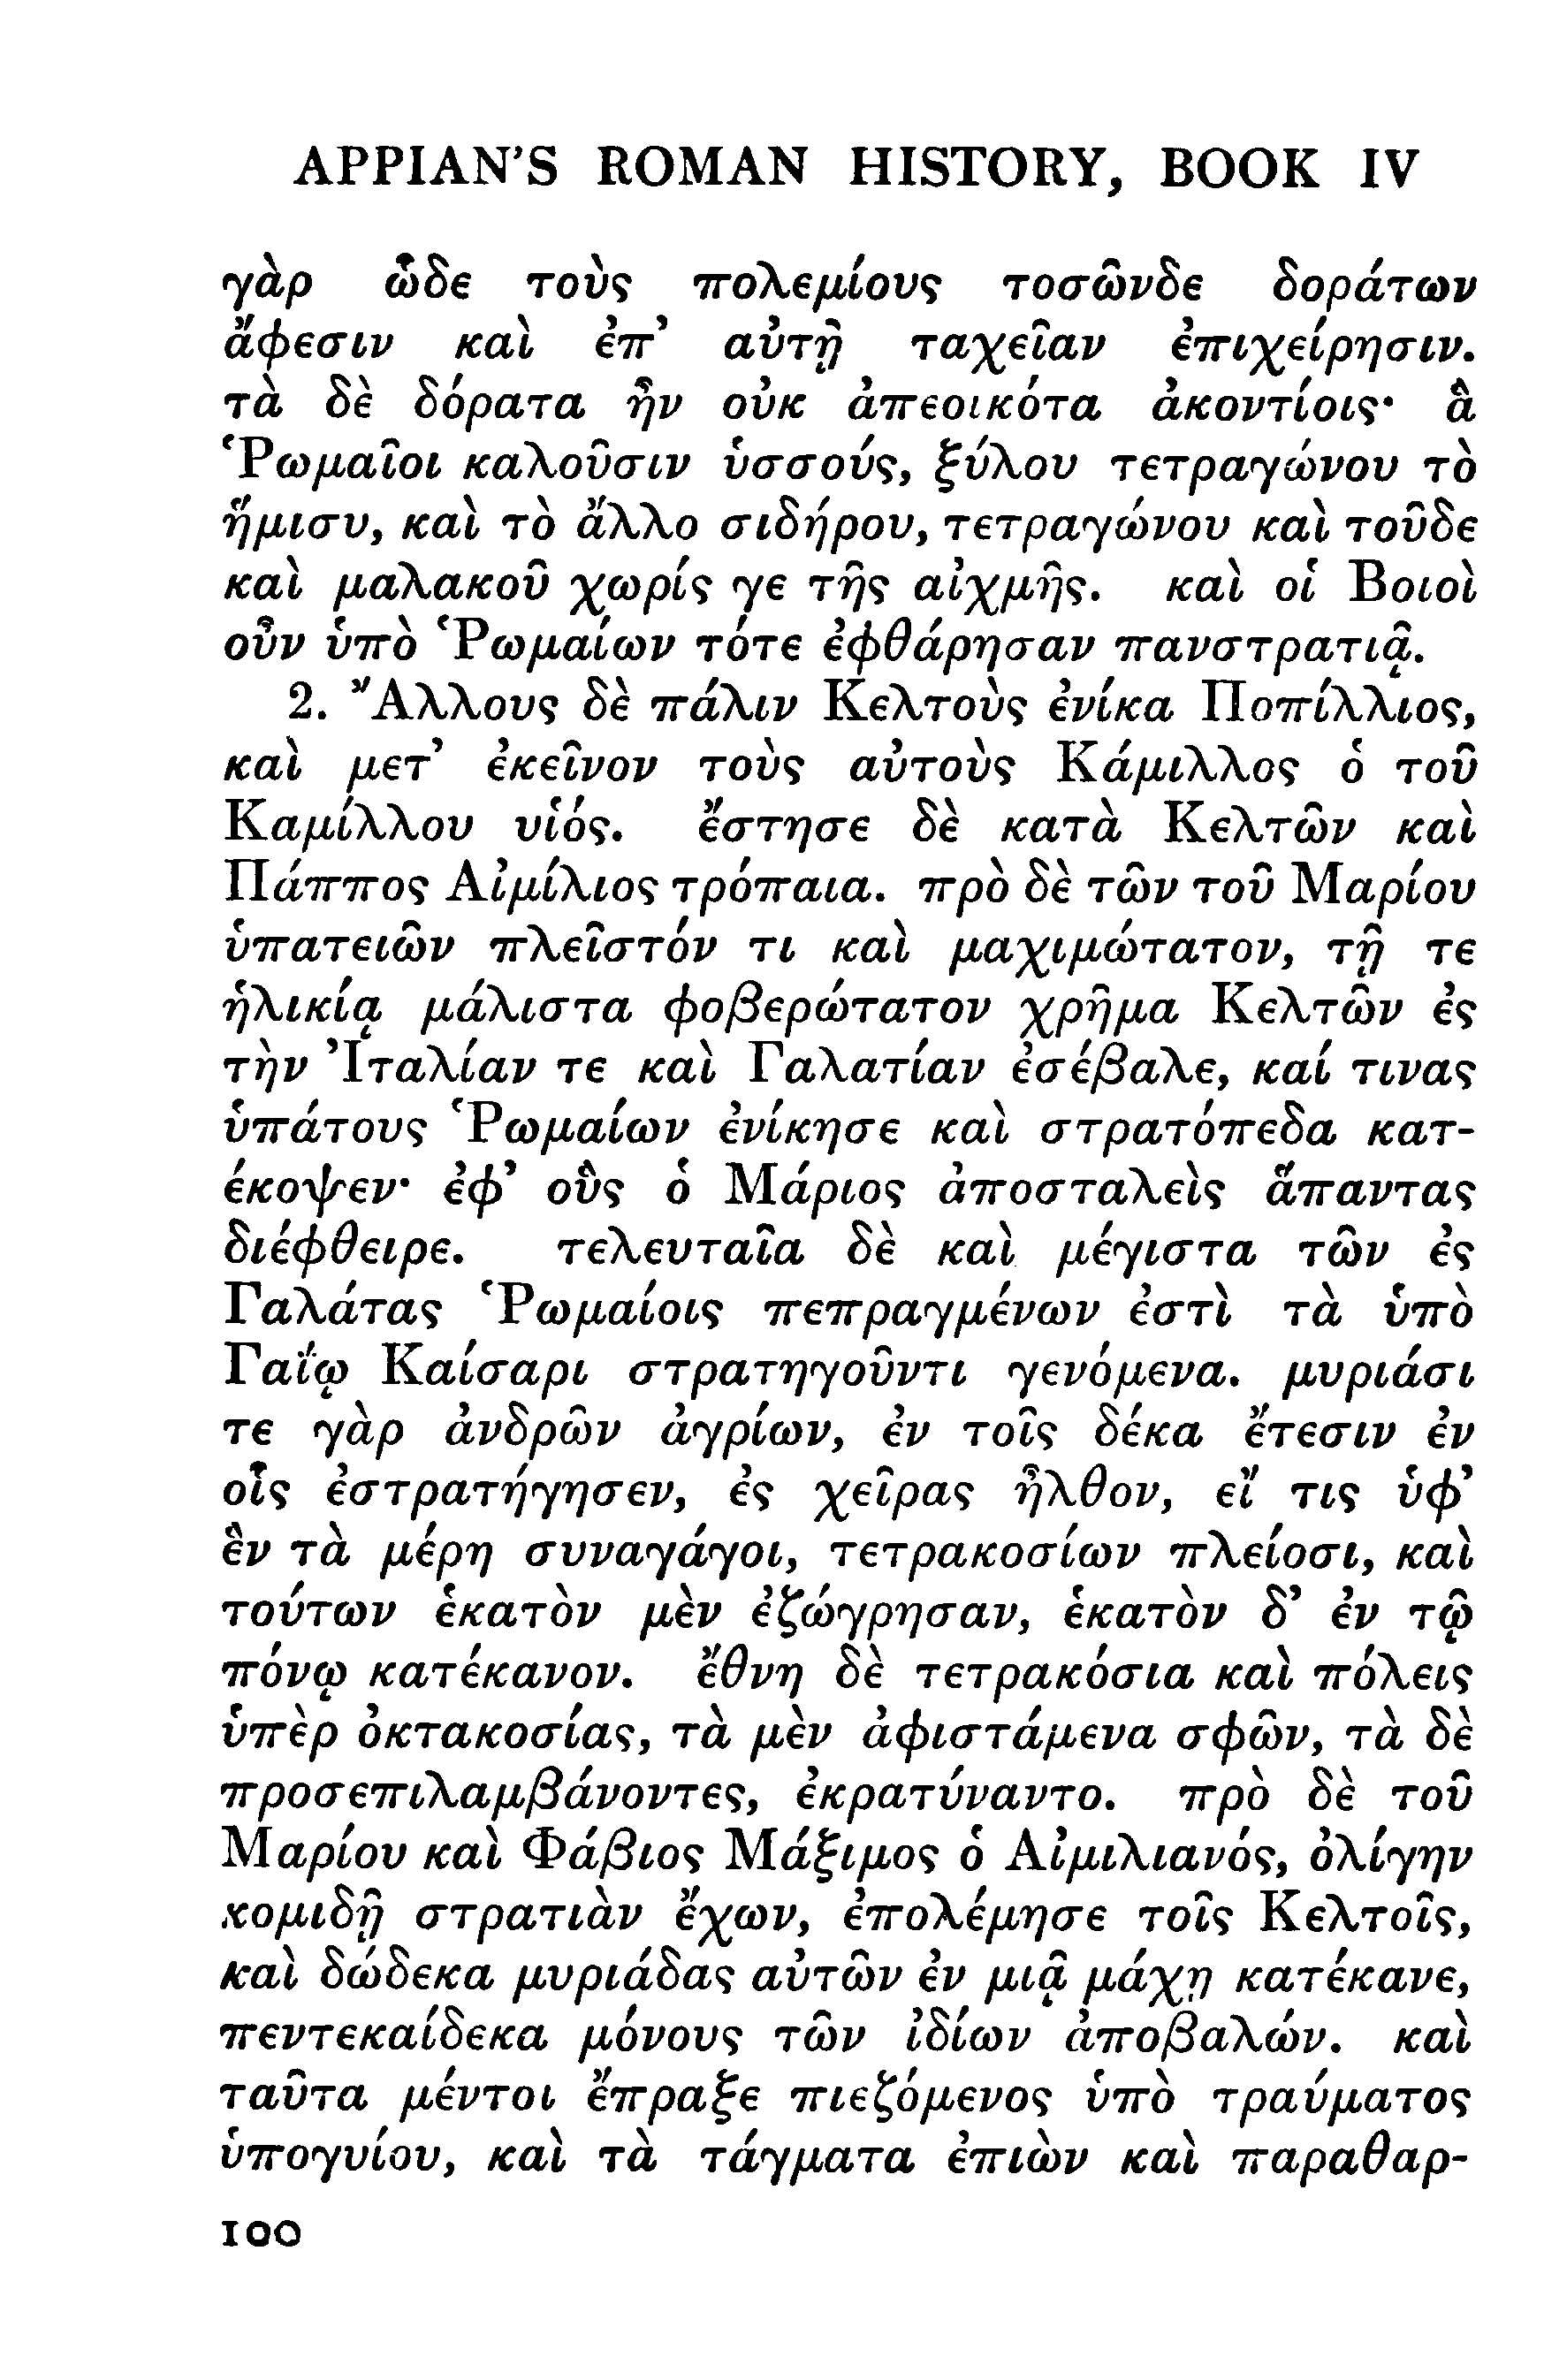 APPIAN'S ROMAN HISTORY, BOOK IV
γὰρ ὧδε τοὺς πολεμίους τοσῶνδε δοράτων
ἄφεσιν καὶ ἐπ' αὐτῇ ταχεῖαν ἐπιχείρησιν.
τὰ δὲ δόρατα ἦν οὐκ ἀπεοικότα ἀκοντίοις· ἃ
Ῥωμαῖοι καλοῦσιν ὑσσούς, ξύλου τετραγώνου τὸ
ἥμισυ, καὶ τὸ ἄλλο σιδήρου, τετραγώνου καὶ τοῦδε
καὶ μαλακοῦ χωρίς γε τῆς αἰχμῆς. καὶ οἱ Βοιοὶ
οὖν ὑπὸ Ῥωμαίων τότε ἐφθάρησαν πανστρατιᾷ.
2. Ἄλλους δὲ πάλιν Κελτοὺς ἐνίκα Ποπίλλιος,
καὶ μετ' ἐκεῖνον τοὺς αὐτοὺς Κάμιλλος ὁ τοῦ
Καμίλλου υἱός. ἔστησε δὲ κατὰ Κελτῶν καὶ
Πάππος Αἰμίλιος τρόπαια. πρὸ δὲ τῶν τοῦ Μαρίου
ὑπατειῶν πλεῖστόν τι καὶ μαχιμώτατον, τῇ τε
ἡλικίᾳ μάλιστα φοβερώτατον χρῆμα Κελτῶν ἐς
τὴν Ἰταλίαν τε καὶ Γαλατίαν ἐσέβαλε, καί τινας
ὑπάτους Ῥωμαίων ἐνίκησε καὶ στρατόπεδα κατ-
έκοψεν· ἐφ' οὓς ὁ Μάριος ἀποσταλεὶς ἅπαντας
διέφθειρε. τελευταῖα δὲ καὶ μέγιστα τῶν ἐς
Γαλάτας Ῥωμαίοις πεπραγμένων ἐστὶ τὰ ὑπὸ
Γαΐῳ Καίσαρι στρατηγοῦντι γενόμενα. μυριάσι
τε γὰρ ἀνδρῶν ἀγρίων, ἐν τοῖς δέκα ἔτεσιν ἐν
οἷς ἐστρατήγησεν, ἐς χεῖρας ἦλθον, εἴ τις ὑφ'
ἓν τὰ μέρη συναγάγοι, τετρακοσίων πλείοσι, καὶ
τούτων ἑκατὸν μὲν ἐζώγρησαν, ἑκατὸν δ' ἐν τῷ
πόνῳ κατέκανον. ἔθνη δὲ τετρακόσια καὶ πόλεις
ὑπὲρ ὀκτακοσίας, τὰ μὲν ἀφιστάμενα σφῶν, τὰ δὲ
προσεπιλαμβάνοντες, ἐκρατύναντο. πρὸ δὲ τοῦ
Μαρίου καὶ Φάβιος Μάξιμος ὁ Αἰμιλιανός, ὀλίγην
κομιδῇ στρατιὰν ἔχων, ἐπολέμησε τοῖς Κελτοῖς,
καὶ δώδεκα μυριάδας αὐτῶν ἐν μιᾷ μάχῃ κατέκανε,
πεντεκαίδεκα μόνους τῶν ἰδίων ἀποβαλών. καὶ
ταῦτα μέντοι ἔπραξε πιεζόμενος ὑπὸ τραύματος
ὑπογυίου, καὶ τὰ τάγματα ἐπιὼν καὶ παραθαρ-
100